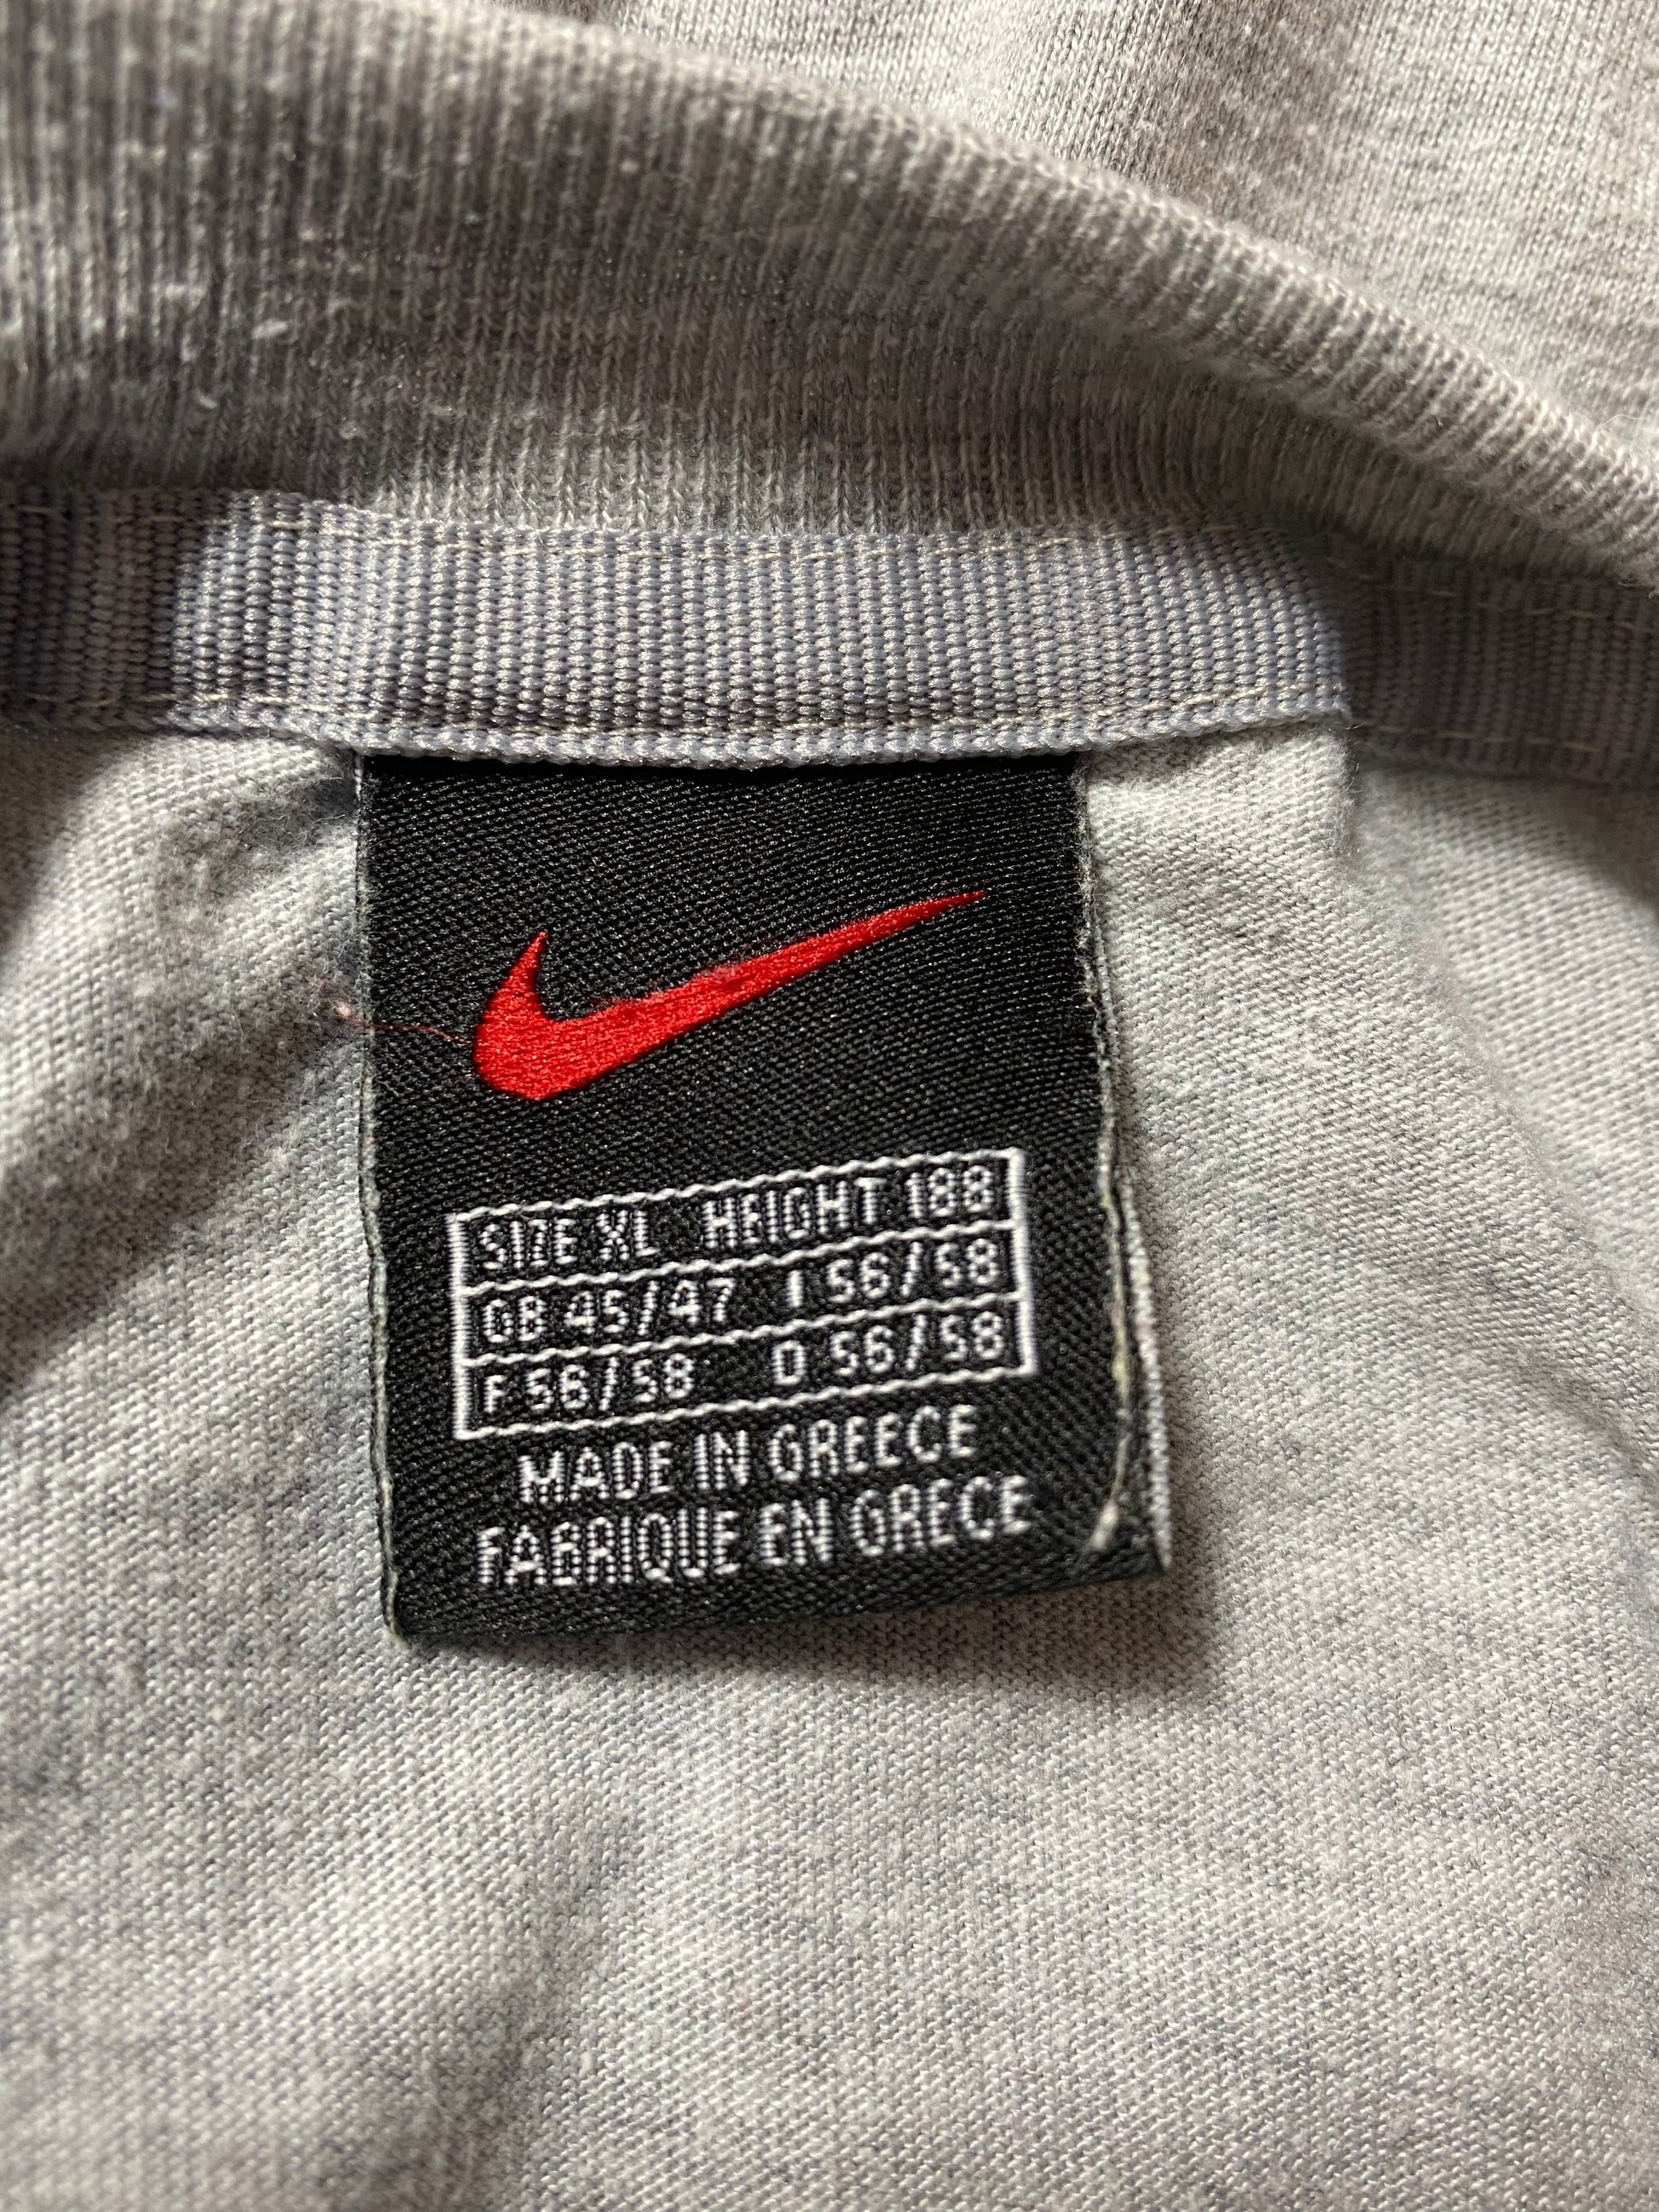 SIZE XL HEIGHT 188
GB 45/47 I 56/58
F 56/58 D 56/58
MADE IN GREECE
FABRIQUE EN GRECE